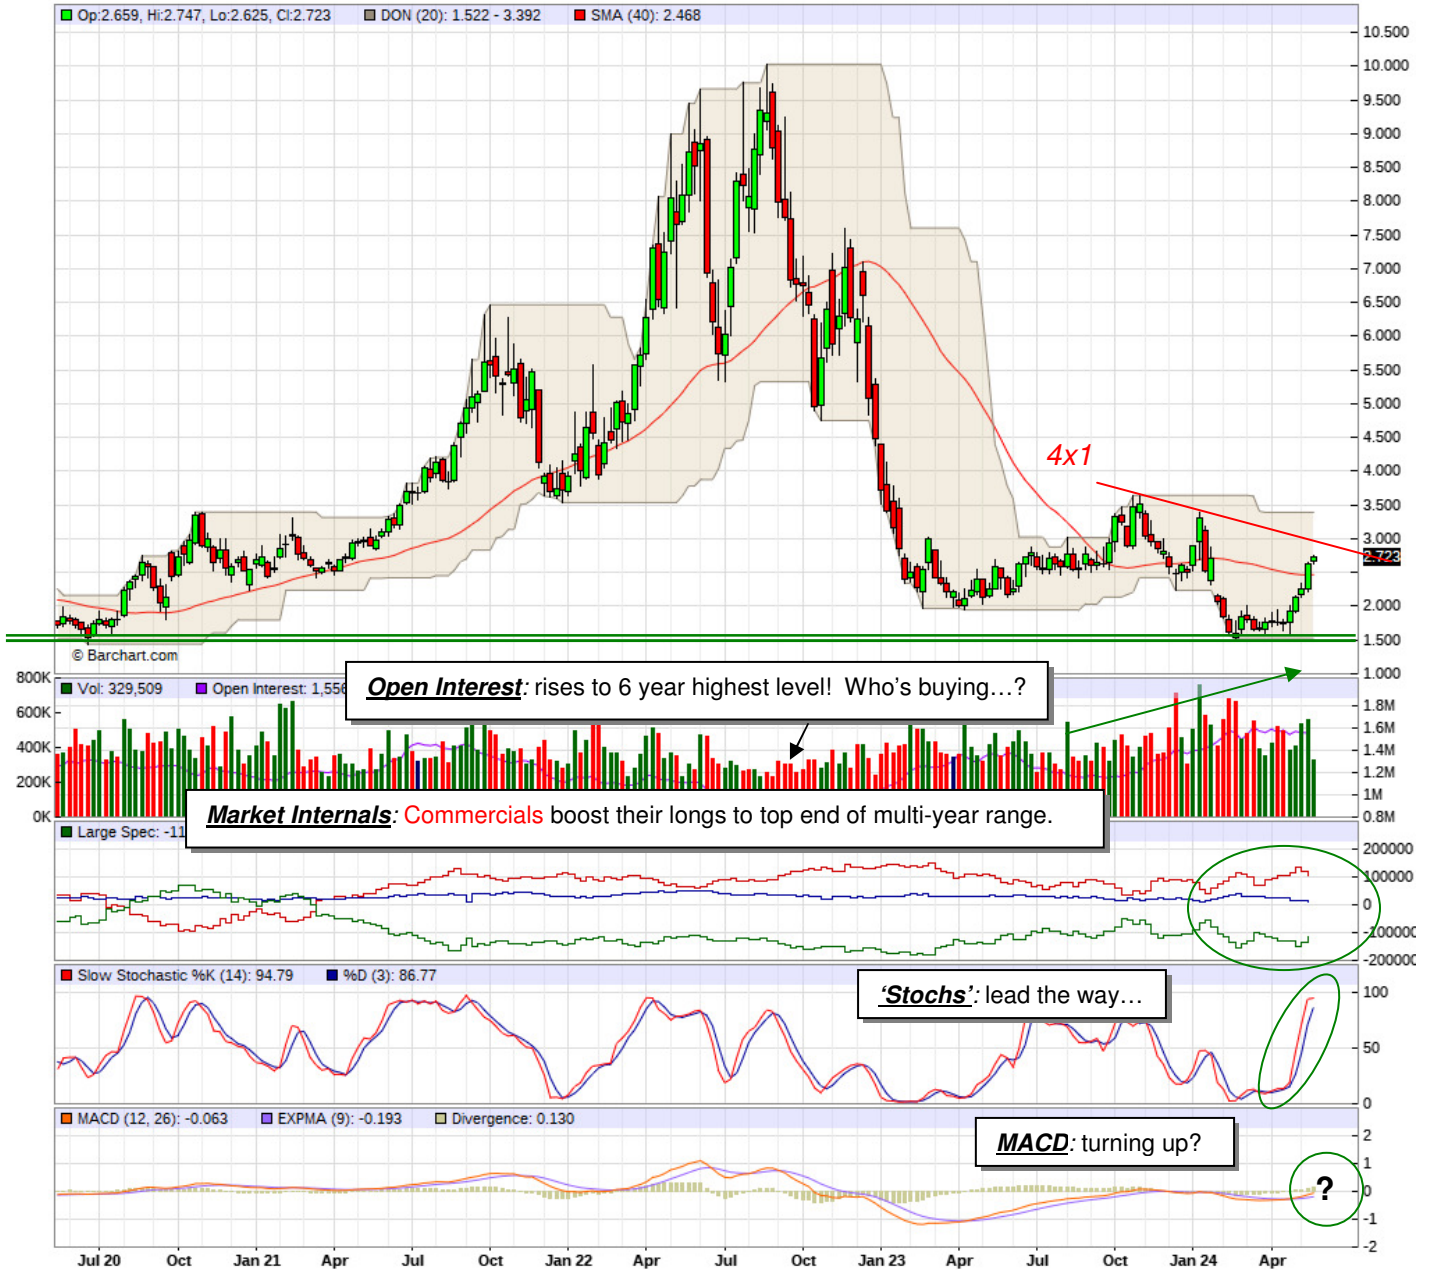 Op:2.659, Hi:2.747, Lo:2.625, Cl:2.723 DON (20): 1.522 - 3.392 SMA (40): 2.468
10.500
10.000
9.500
9.000
8.500
8.000
7.500
7.000
6.500
6.000
5.500
5.000
4.500
4x1
4.000
3.500
3.000
2.723
2.000
1.500
© Barchart.com
1.000
800K Vol: 329,509 Open Interest: 1,556
Open Interest: rises to 6 year highest level! Who's buying…?
600K
400K
200K
0K
1.8M
1.6M
1.4M
1.2M
1M
0.8M
Market Internals: Commercials boost their longs to top end of multi-year range.
Large Spec: -11
200000
100000
0
-100000
-200000
Slow Stochastic %K (14): 94.79 %D (3): 86.77
'Stochs': lead the way…
100
50
0
MACD (12, 26): -0.063 EXPMA (9): -0.193 Divergence: 0.130
MACD: turning up?
2
1
?
0
-1
-2
Jul 20 Oct Jan 21 Apr Jul Oct Jan 22 Apr Jul Oct Jan 23 Apr Jul Oct Jan 24 Apr